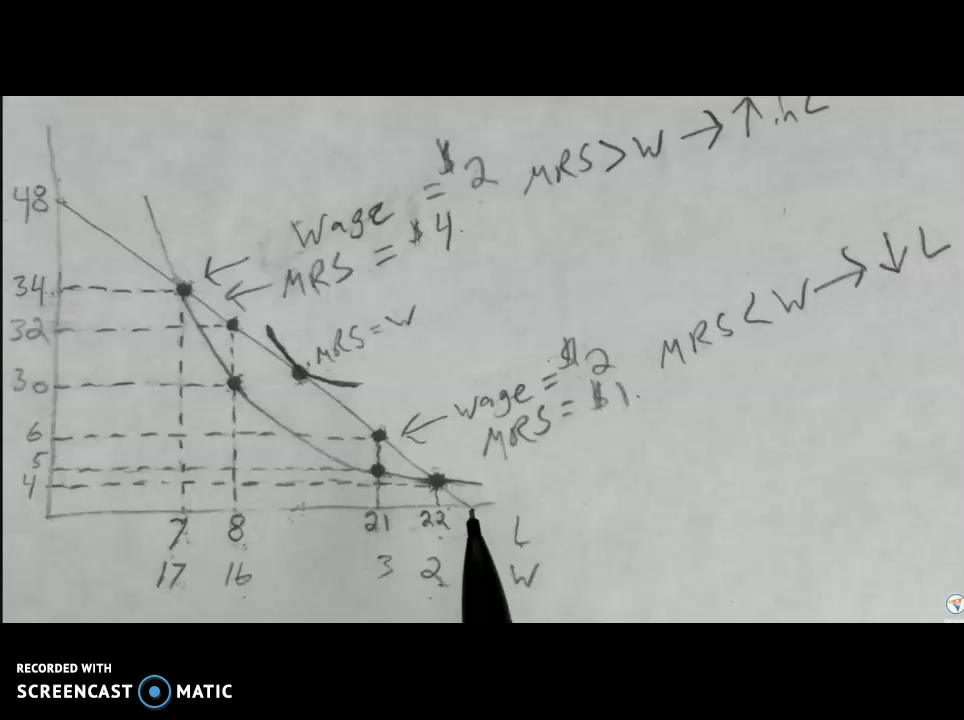 MRS > W → ↑ in L
Wage = $2
MRS = $4.
MRS < W → ↓ L
wage = $2
MRS = $1.
MRS = W
48
34
32
30
6
5
4
7 8 21 22 L
17 16 3 2 W
RECORDED WITH
SCREENCAST MATIC